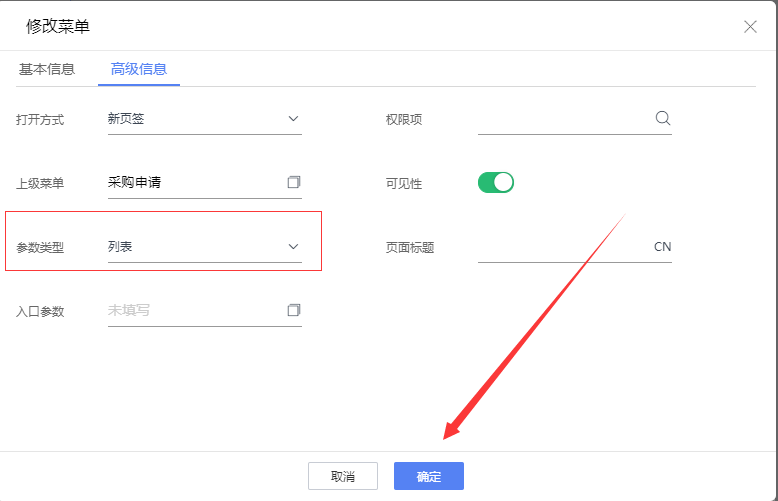 修改菜单
基本信息 高级信息
打开方式 新页签 权限项
上级菜单 采购申请 可见性
参数类型 列表 页面标题 CN
入口参数 未填写
取消 确定